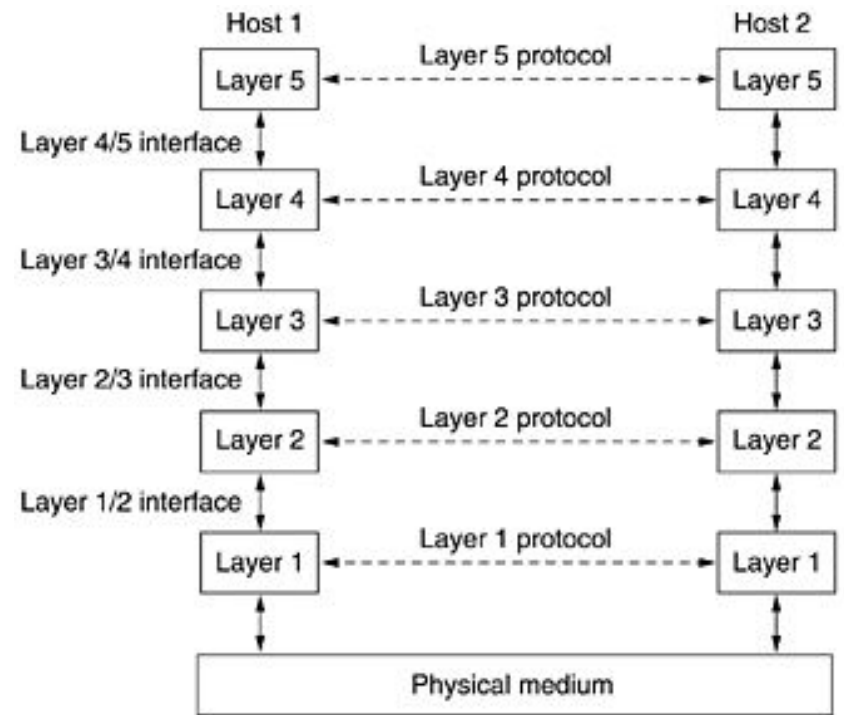 Host 1
Host 2
Layer 5 protocol
Layer 5
Layer 5
Layer 4/5 interface
Layer 4 protocol
Layer 4
Layer 4
Layer 3/4 interface
Layer 3 protocol
Layer 3
Layer 3
Layer 2/3 interface
Layer 2 protocol
Layer 2
Layer 2
Layer 1/2 interface
Layer 1 protocol
Layer 1
Layer 1
Physical medium